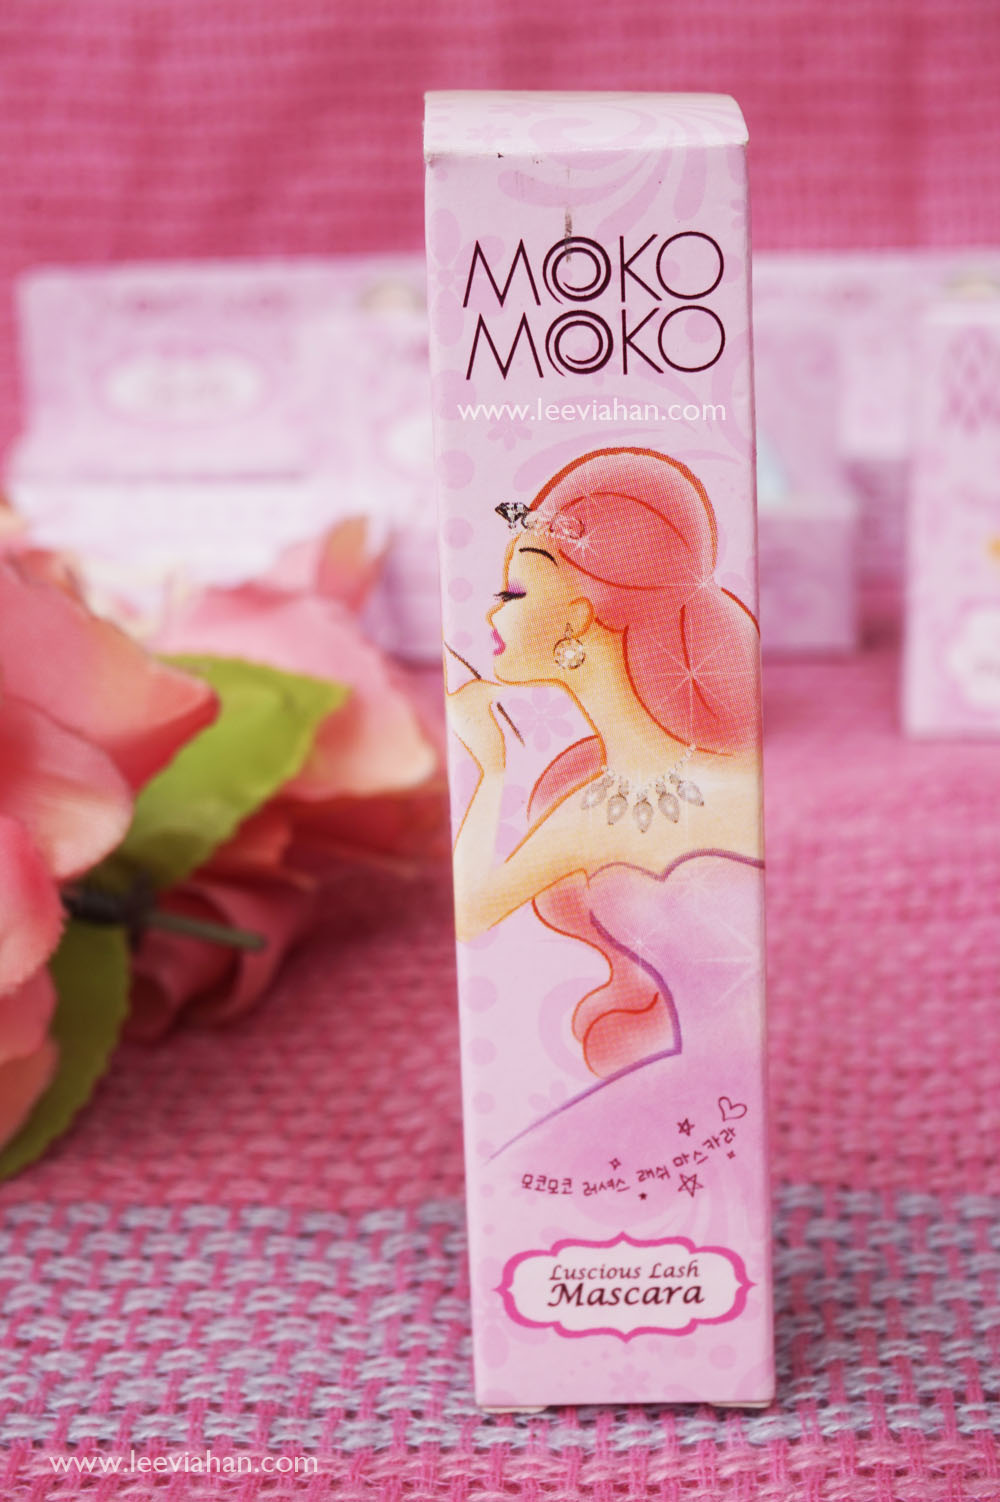 MOKO
MOKO
www.leeviahan.com
모코모코 러셔스 래쉬 마스카라
Luscious Lash
Mascara
www.leeviahan.com